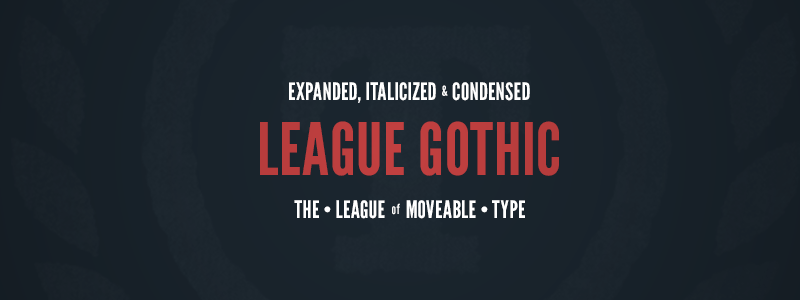 EXPANDED, ITALICIZED & CONDENSED
LEAGUE GOTHIC
THE • LEAGUE of MOVEABLE • TYPE